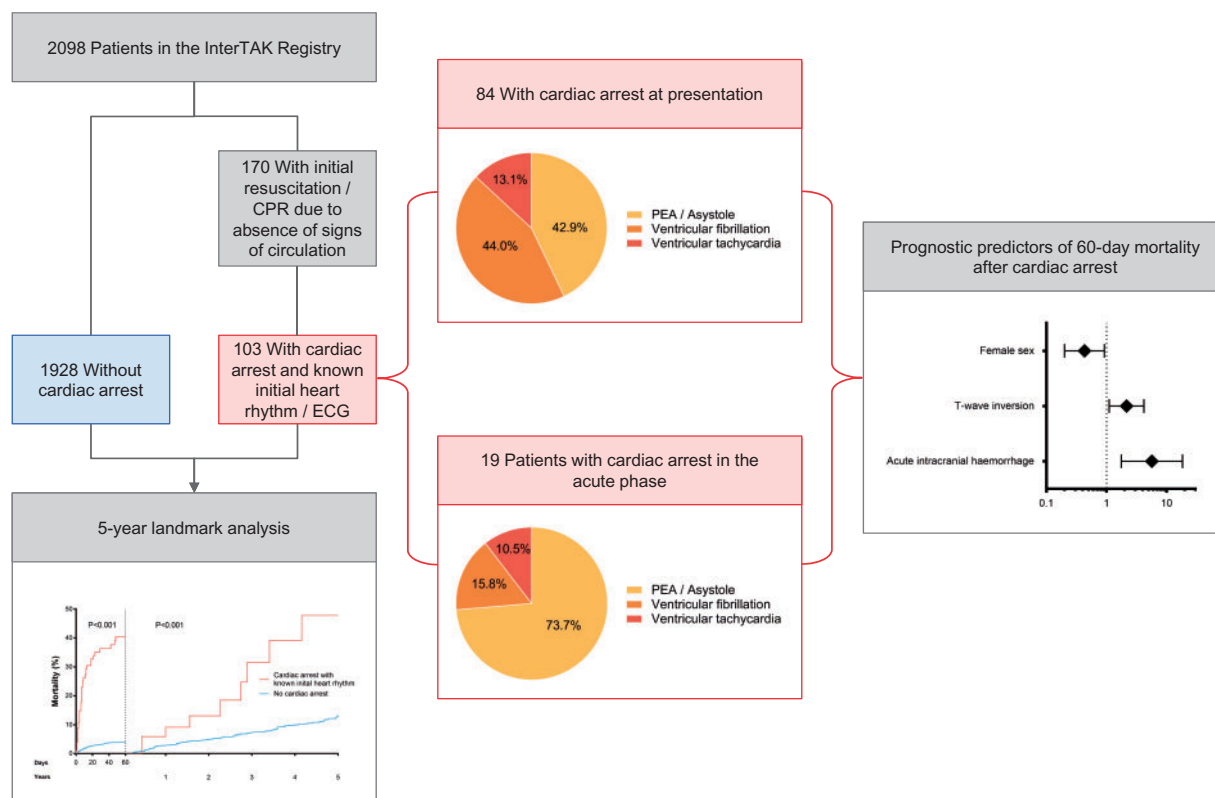 2098 Patients in the InterTAK Registry
170 With initial
resuscitation /
CPR due to
absence of signs
of circulation
1928 Without
cardiac arrest
103 With cardiac
arrest and known
initial heart
rhythm / ECG
5-year landmark analysis
P<0.001
P<0.001
Mortality (%)
50
40
30
20
10
0
Cardiac arrest with
known inital heart rhythm
No cardiac arrest
Days
0
20
40
60
Years
1
2
3
4
5
84 With cardiac arrest at presentation
13.1%
42.9%
44.0%
PEA / Asystole
Ventricular fibrillation
Ventricular tachycardia
19 Patients with cardiac arrest in the
acute phase
10.5%
15.8%
73.7%
PEA / Asystole
Ventricular fibrillation
Ventricular tachycardia
Prognostic predictors of 60-day mortality
after cardiac arrest
Female sex
T-wave inversion
Acute intracranial haemorrhage
0.1
1
10